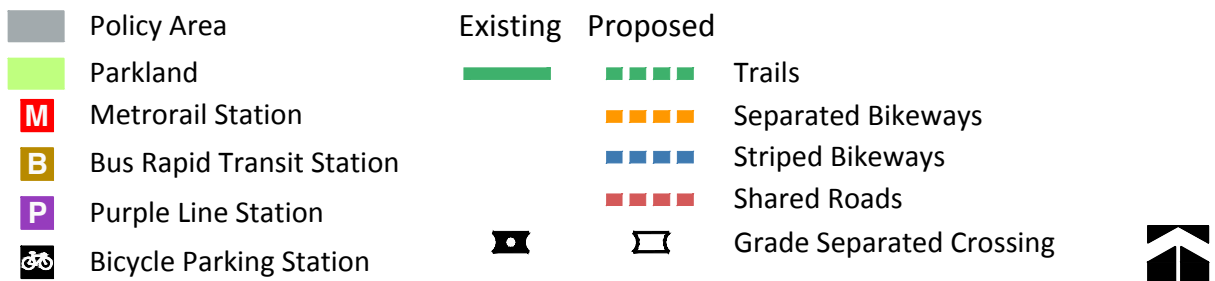 Policy Area
Existing Proposed
Parkland
Trails
M Metrorail Station
Separated Bikeways
B Bus Rapid Transit Station
Striped Bikeways
P Purple Line Station
Shared Roads
Grade Separated Crossing
Bicycle Parking Station